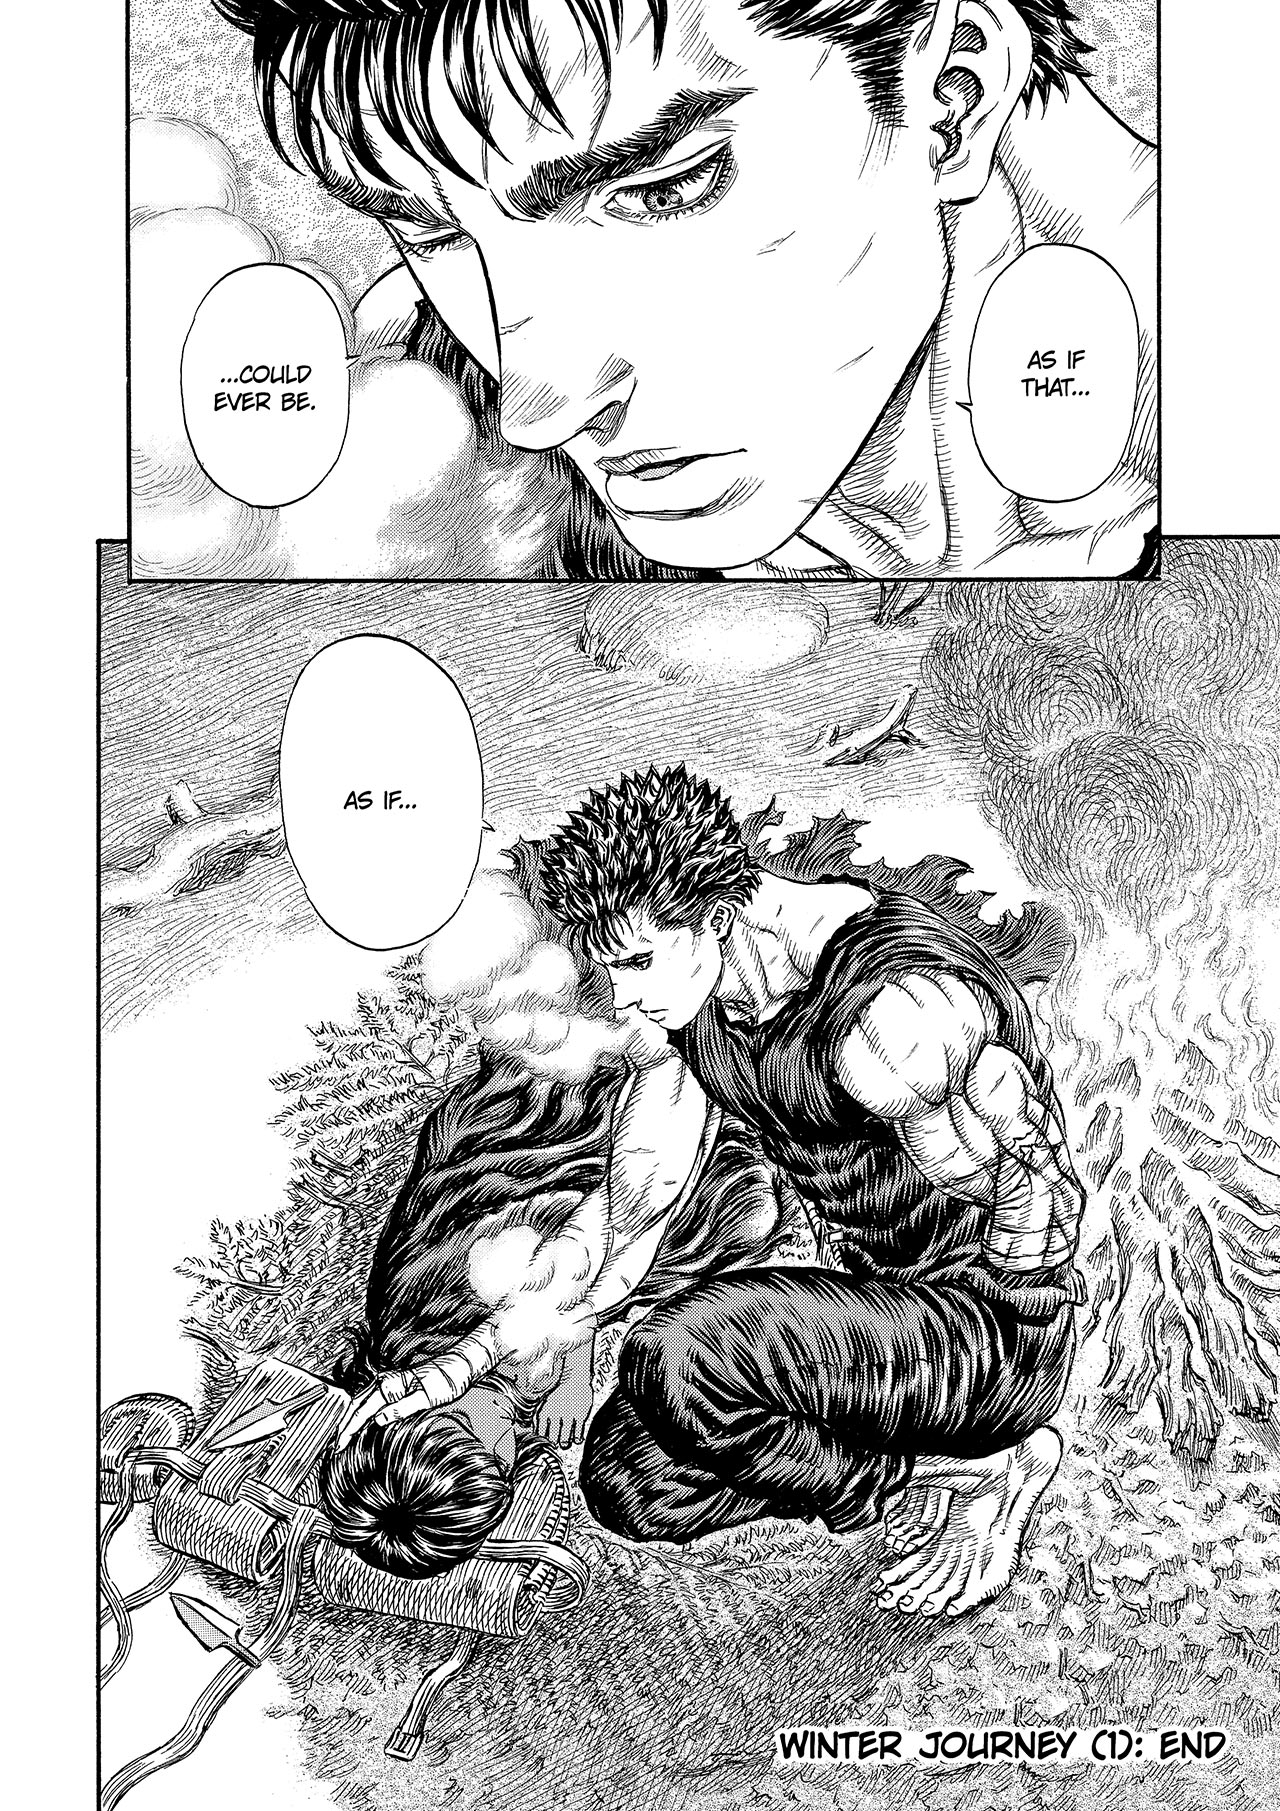 AS IF
THAT...
...COULD
EVER BE.
AS IF...
WINTER JOURNEY (1): END